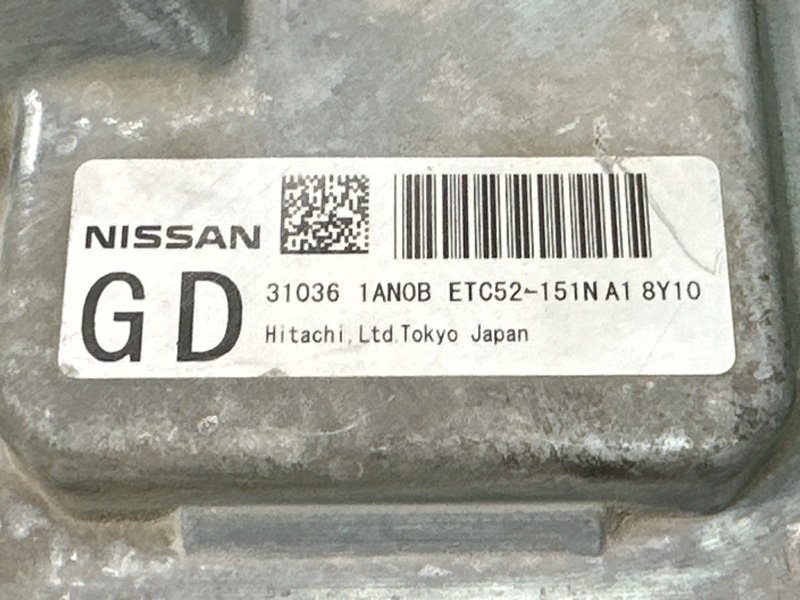 NISSAN
GD
31036 1AN0B ETC52-151N A1 8Y10
Hitachi, Ltd. Tokyo Japan